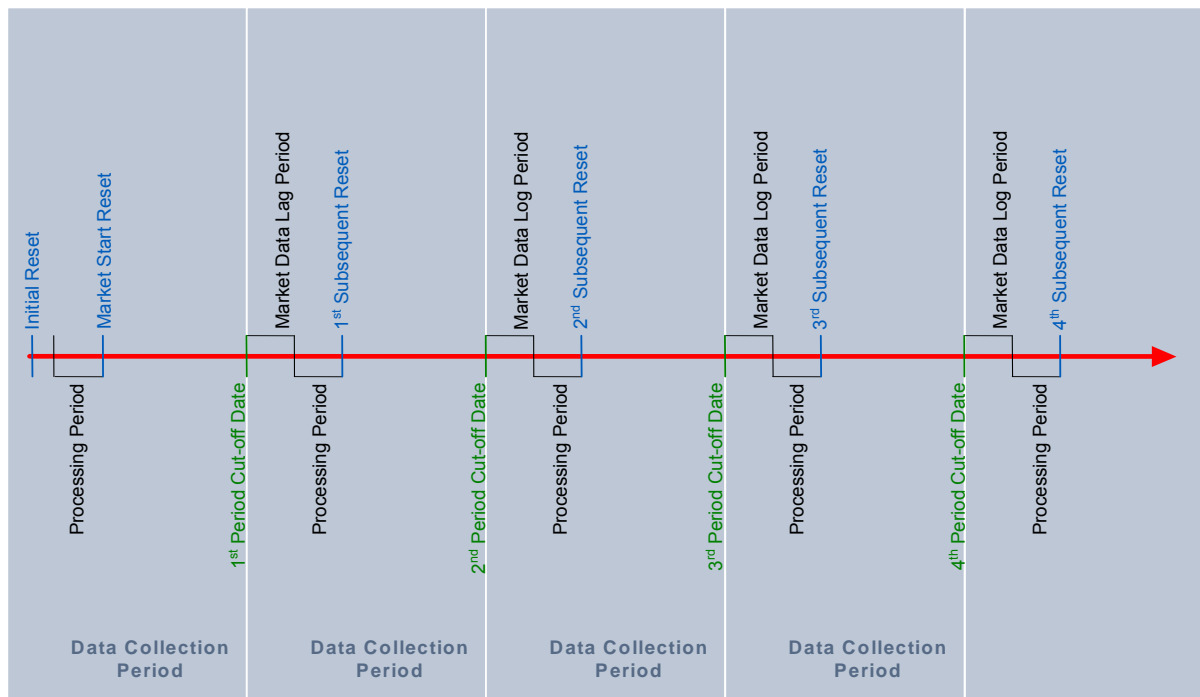 Initial Reset
Market Start Reset
Market Data Lag Period
1st Subsequent Reset
Market Data Log Period
2nd Subsequent Reset
Market Data Log Period
3rd Subsequent Reset
Market Data Log Period
4th Subsequent Reset
Processing Period
1st Period Cut-off Date
Processing Period
2nd Period Cut-off Date
Processing Period
3rd Period Cut-off Date
Processing Period
4th Period Cut-off Date
Processing Period
Data Collection
Period
Data Collection
Period
Data Collection
Period
Data Collection
Period